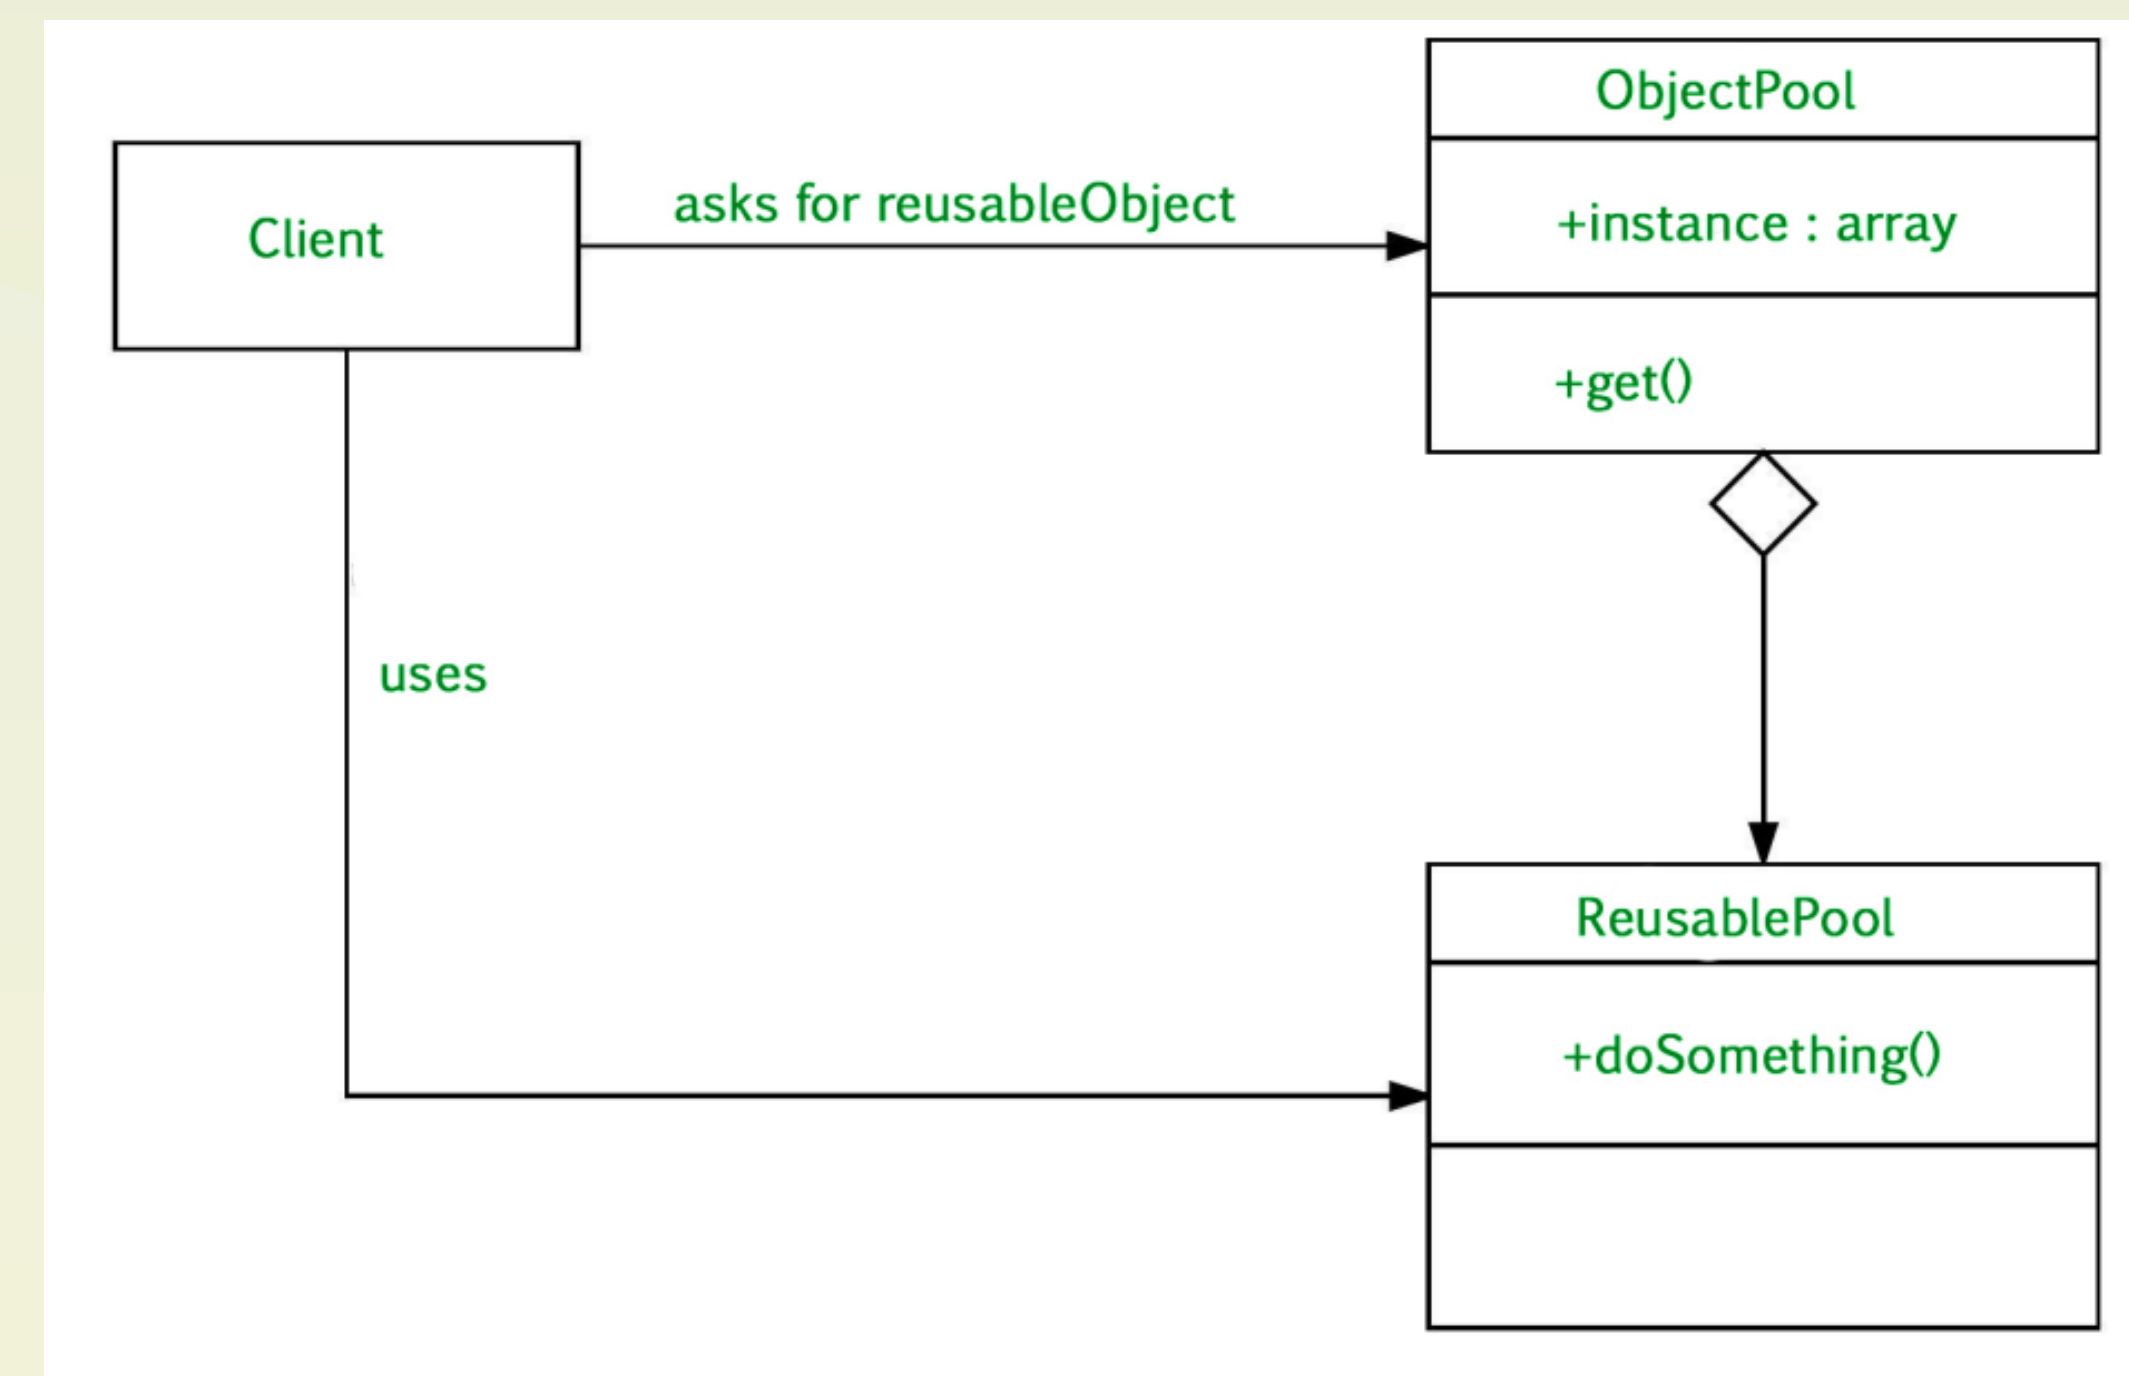 ObjectPool
Client
asks for reusableObject
+instance : array
+get()
uses
ReusablePool
+doSomething()